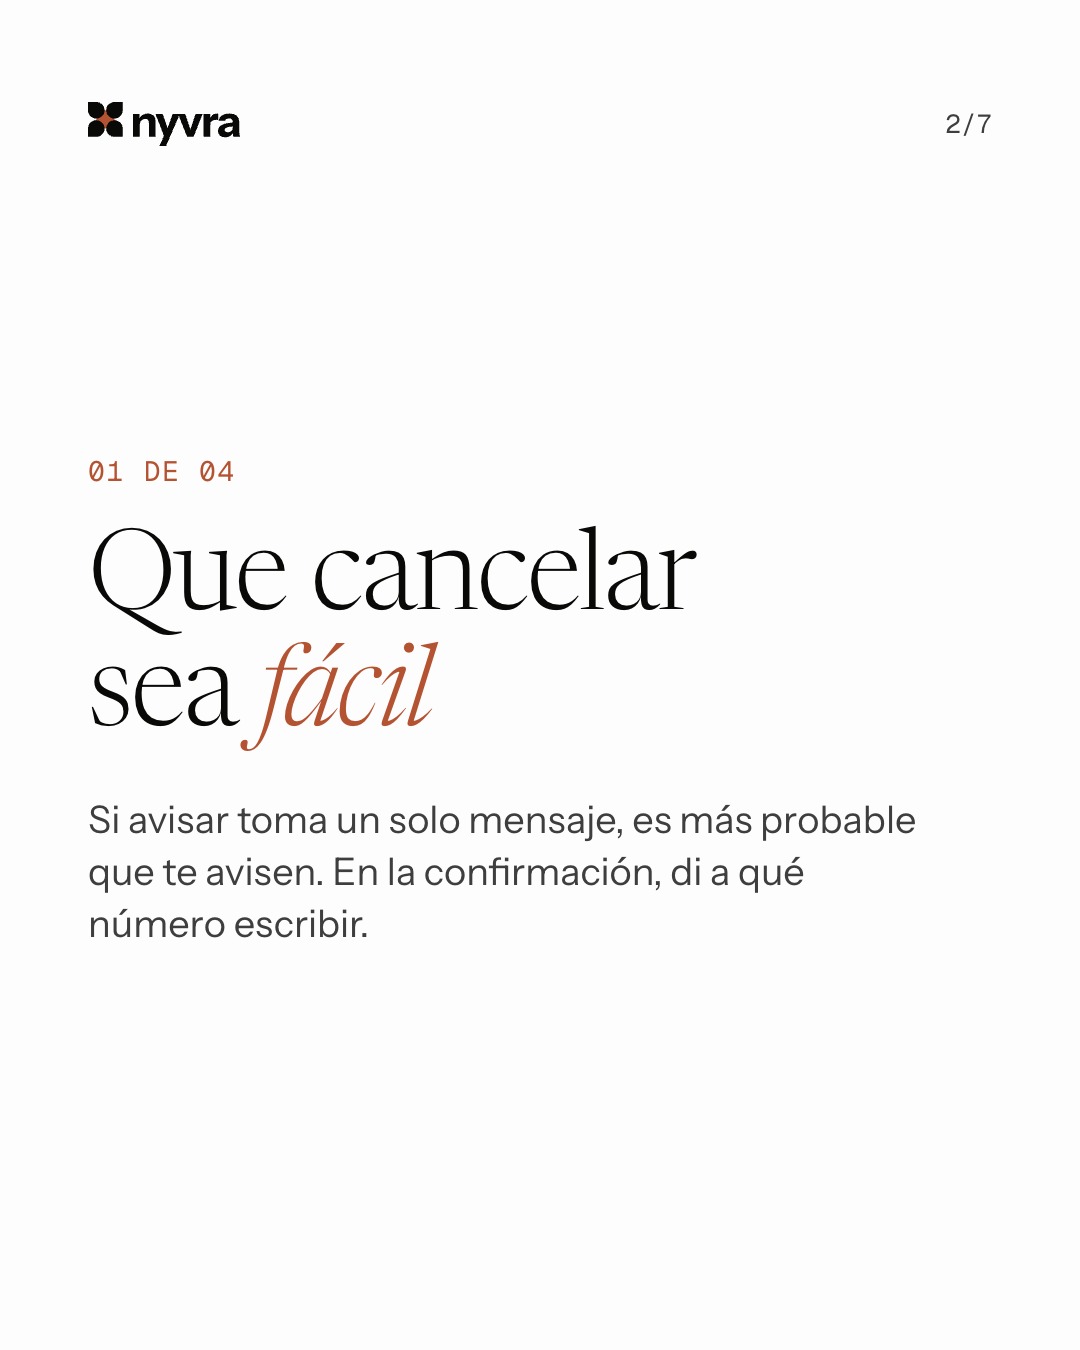 nyvra
2/7
01 DE 04
Que cancelar
sea fácil
Si avisar toma un solo mensaje, es más probable
que te avisen. En la confirmación, di a qué
número escribir.